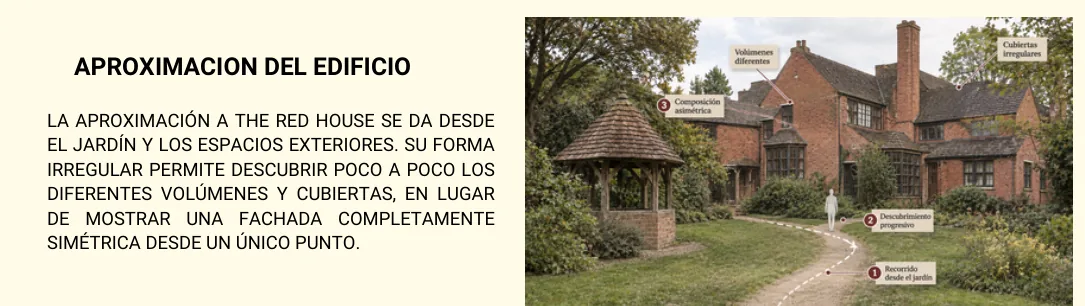 APROXIMACION DEL EDIFICIO
LA APROXIMACIÓN A THE RED HOUSE SE DA DESDE
EL JARDÍN Y LOS ESPACIOS EXTERIORES. SU FORMA
IRREGULAR PERMITE DESCUBRIR POCO A POCO LOS
DIFERENTES VOLÚMENES Y CUBIERTAS, EN LUGAR
DE MOSTRAR UNA FACHADA COMPLETAMENTE
SIMÉTRICA DESDE UN ÚNICO PUNTO.
Volúmenes
diferentes
Cubiertas
irregulares
3 Composición
asimétrica
2 Descubrimiento
progresivo
1 Recorrido
desde el jardín